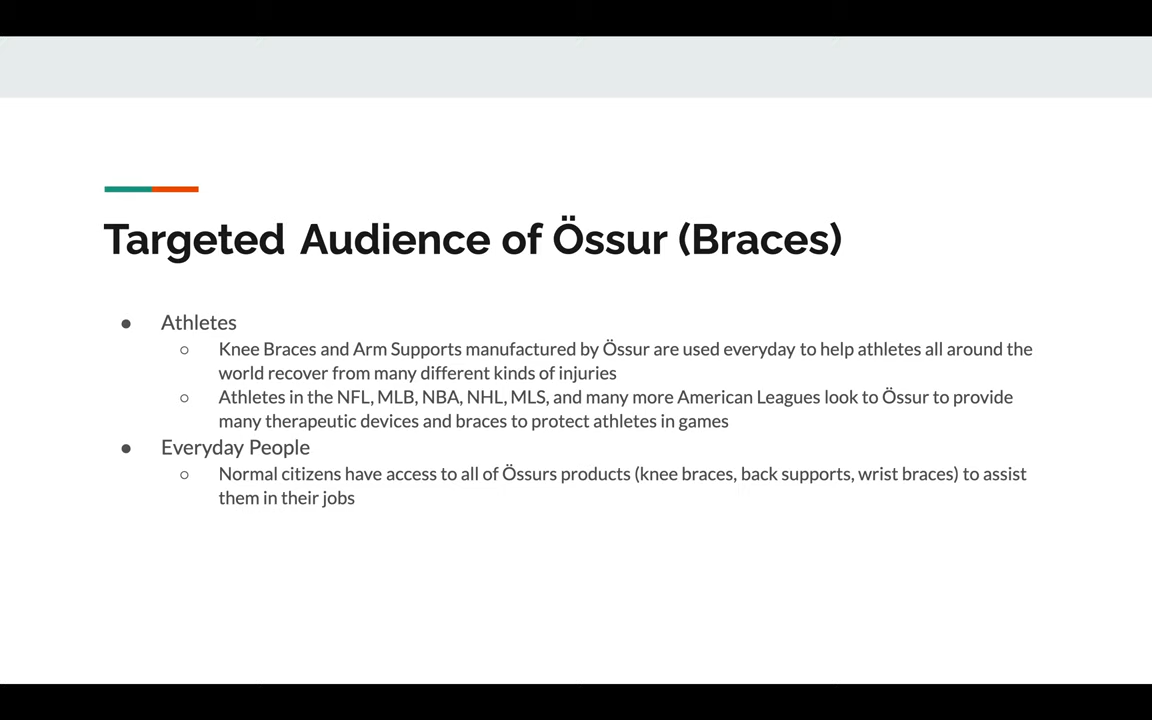 Targeted Audience of Össur (Braces)
● Athletes
○ Knee Braces and Arm Supports manufactured by Össur are used everyday to help athletes all around the
world recover from many different kinds of injuries
○ Athletes in the NFL, MLB, NBA, NHL, MLS, and many more American Leagues look to Össur to provide
many therapeutic devices and braces to protect athletes in games
● Everyday People
○ Normal citizens have access to all of Össurs products (knee braces, back supports, wrist braces) to assist
them in their jobs